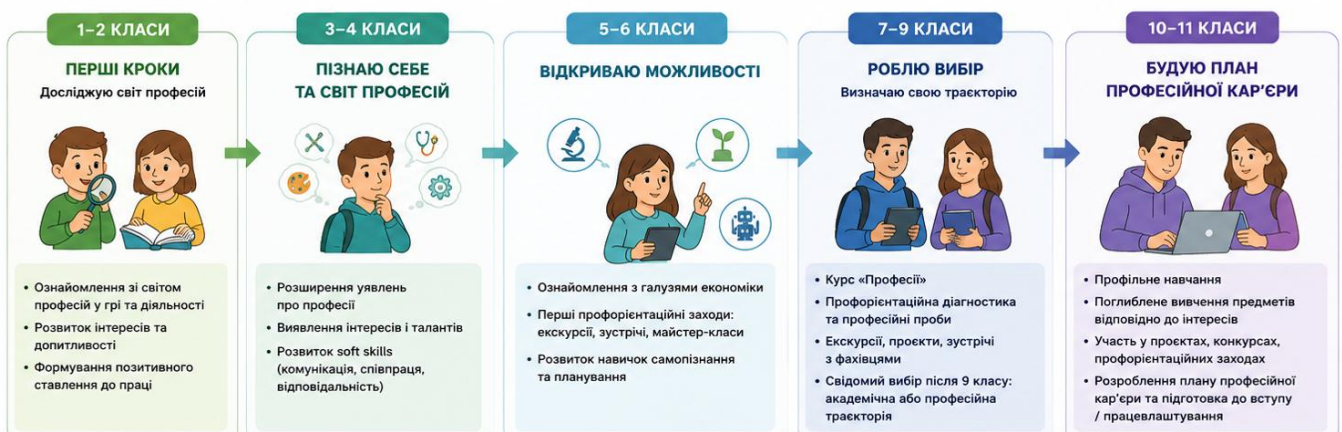 1–2 КЛАСИ
ПЕРШІ КРОКИ
Досліджую світ професій
• Ознайомлення зі світом
професій у грі та діяльності
• Розвиток інтересів та
допитливості
• Формування позитивного
ставлення до праці
3–4 КЛАСИ
ПІЗНАЮ СЕБЕ
ТА СВІТ ПРОФЕСІЙ
• Розширення уявлень
про професії
• Виявлення інтересів і талантів
• Розвиток soft skills
(комунікація, співпраця,
відповідальність)
5–6 КЛАСИ
ВІДКРИВАЮ МОЖЛИВОСТІ
• Ознайомлення з галузями економіки
• Перші профорієнтаційні заходи:
екскурсії, зустрічі, майстер-класи
• Розвиток навичок самопізнання
та планування
7–9 КЛАСИ
РОБЛЮ ВИБІР
Визначаю свою траєкторію
• Курс «Професії»
• Профорієнтаційна діагностика
та професійні проби
• Екскурсії, проєкти, зустрічі
з фахівцями
• Свідомий вибір після 9 класу:
академічна або професійна
траєкторія
10–11 КЛАСИ
БУДУЮ ПЛАН
ПРОФЕСІЙНОЇ КАР’ЄРИ
• Профільне навчання
• Поглиблене вивчення предметів
відповідно до інтересів
• Участь у проєктах, конкурсах,
профорієнтаційних заходах
• Розроблення плану професійної
кар’єри та підготовка до вступу
/ працевлаштування